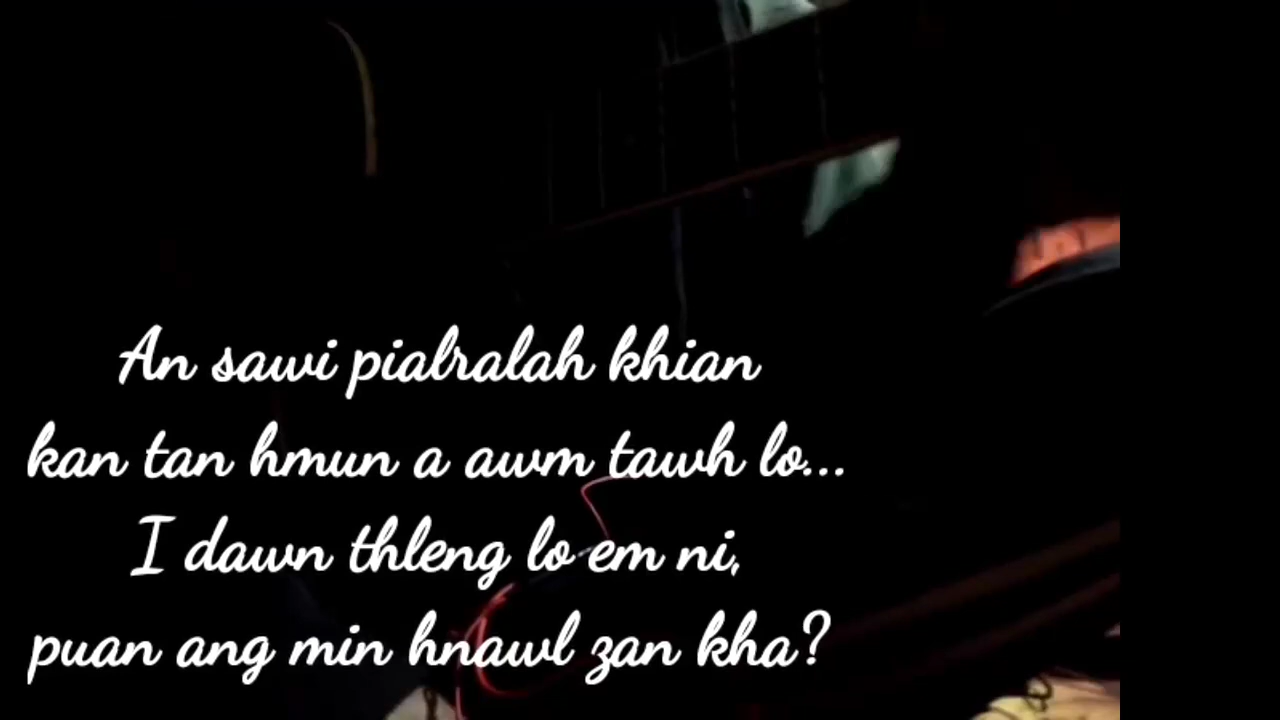 An sawi pialralah khian
kan tan hmun a awm tawh lo...
I dawn thleng lo em ni,
puan ang min hnawl zan kha?